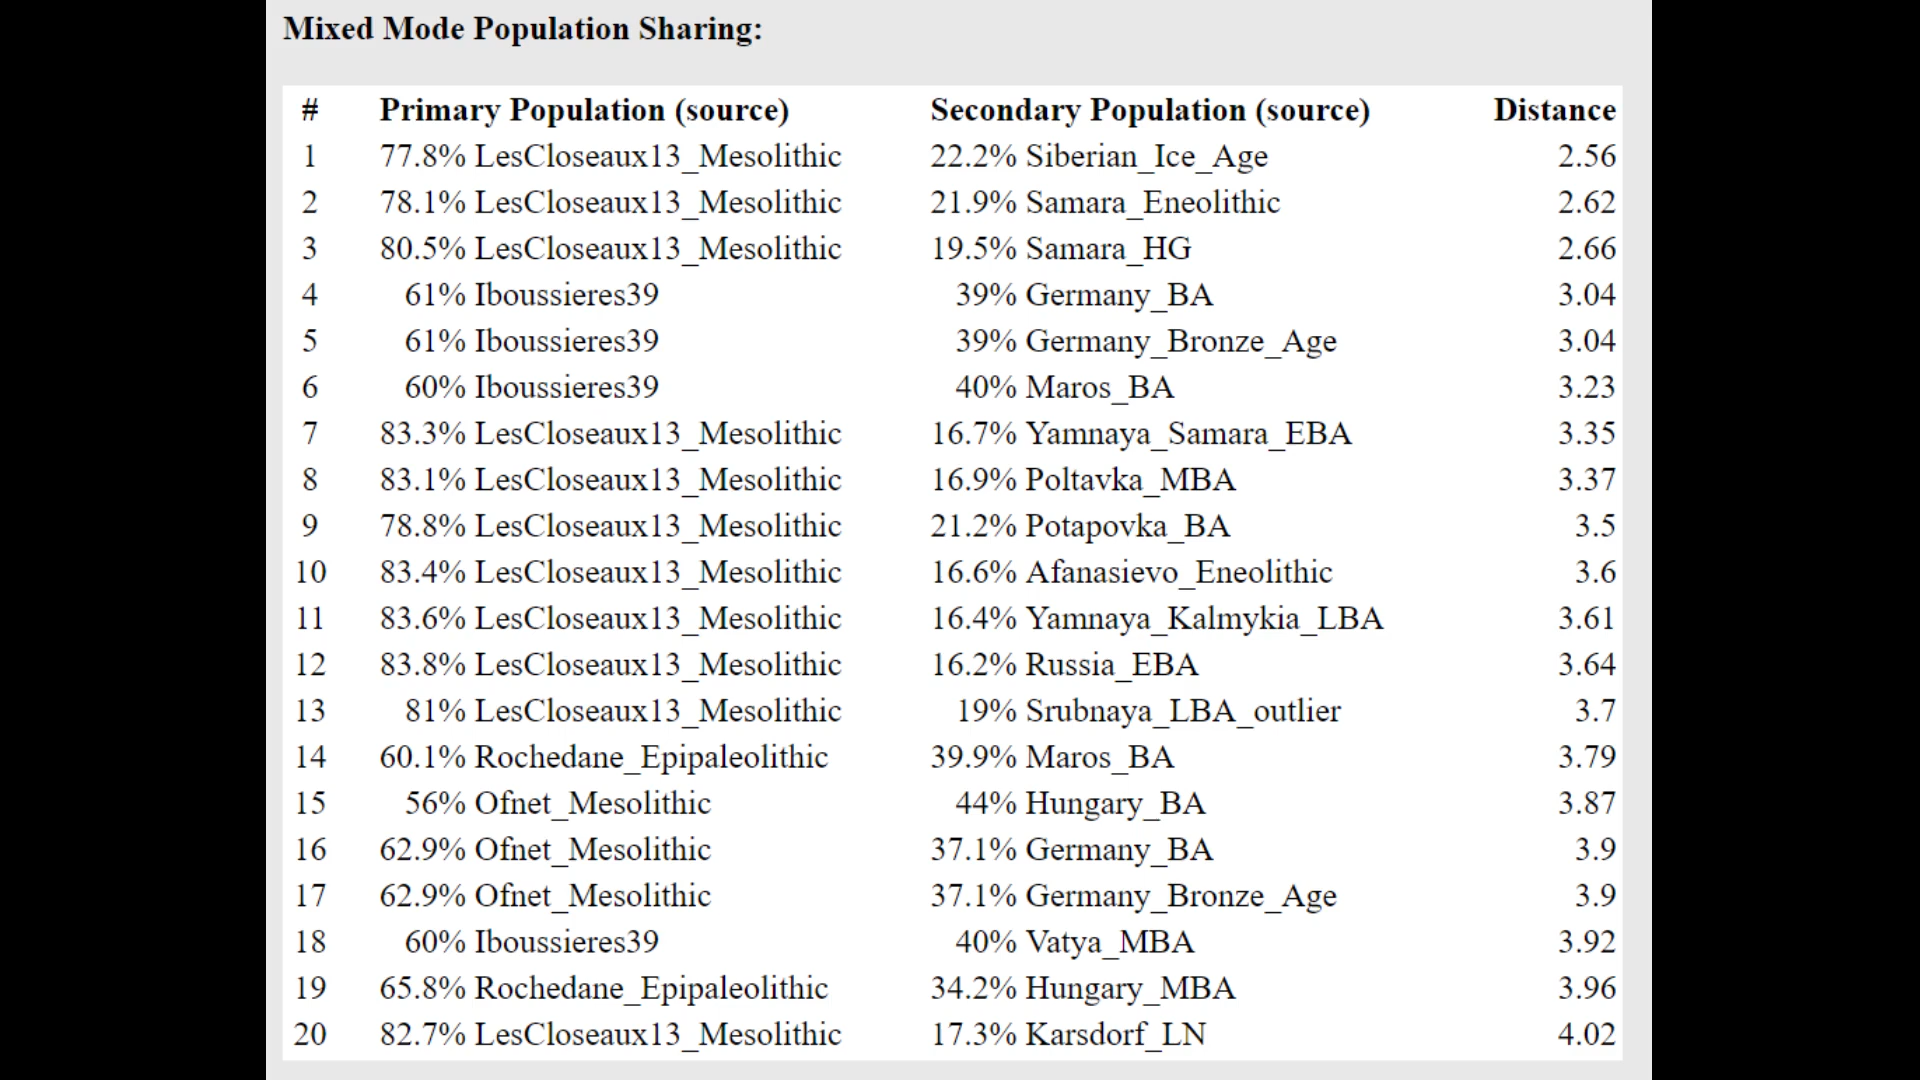 Mixed Mode Population Sharing:
# Primary Population (source) Secondary Population (source) Distance
1 77.8% LesCloseaux13_Mesolithic 22.2% Siberian_Ice_Age 2.56
2 78.1% LesCloseaux13_Mesolithic 21.9% Samara_Eneolithic 2.62
3 80.5% LesCloseaux13_Mesolithic 19.5% Samara_HG 2.66
4 61% Iboussieres39 39% Germany_BA 3.04
5 61% Iboussieres39 39% Germany_Bronze_Age 3.04
6 60% Iboussieres39 40% Maros_BA 3.23
7 83.3% LesCloseaux13_Mesolithic 16.7% Yamnaya_Samara_EBA 3.35
8 83.1% LesCloseaux13_Mesolithic 16.9% Poltavka_MBA 3.37
9 78.8% LesCloseaux13_Mesolithic 21.2% Potapovka_BA 3.5
10 83.4% LesCloseaux13_Mesolithic 16.6% Afanasievo_Eneolithic 3.6
11 83.6% LesCloseaux13_Mesolithic 16.4% Yamnaya_Kalmykia_LBA 3.61
12 83.8% LesCloseaux13_Mesolithic 16.2% Russia_EBA 3.64
13 81% LesCloseaux13_Mesolithic 19% Srubnaya_LBA_outlier 3.7
14 60.1% Rochedane_Epipaleolithic 39.9% Maros_BA 3.79
15 56% Ofnet_Mesolithic 44% Hungary_BA 3.87
16 62.9% Ofnet_Mesolithic 37.1% Germany_BA 3.9
17 62.9% Ofnet_Mesolithic 37.1% Germany_Bronze_Age 3.9
18 60% Iboussieres39 40% Vatya_MBA 3.92
19 65.8% Rochedane_Epipaleolithic 34.2% Hungary_MBA 3.96
20 82.7% LesCloseaux13_Mesolithic 17.3% Karsdorf_LN 4.02